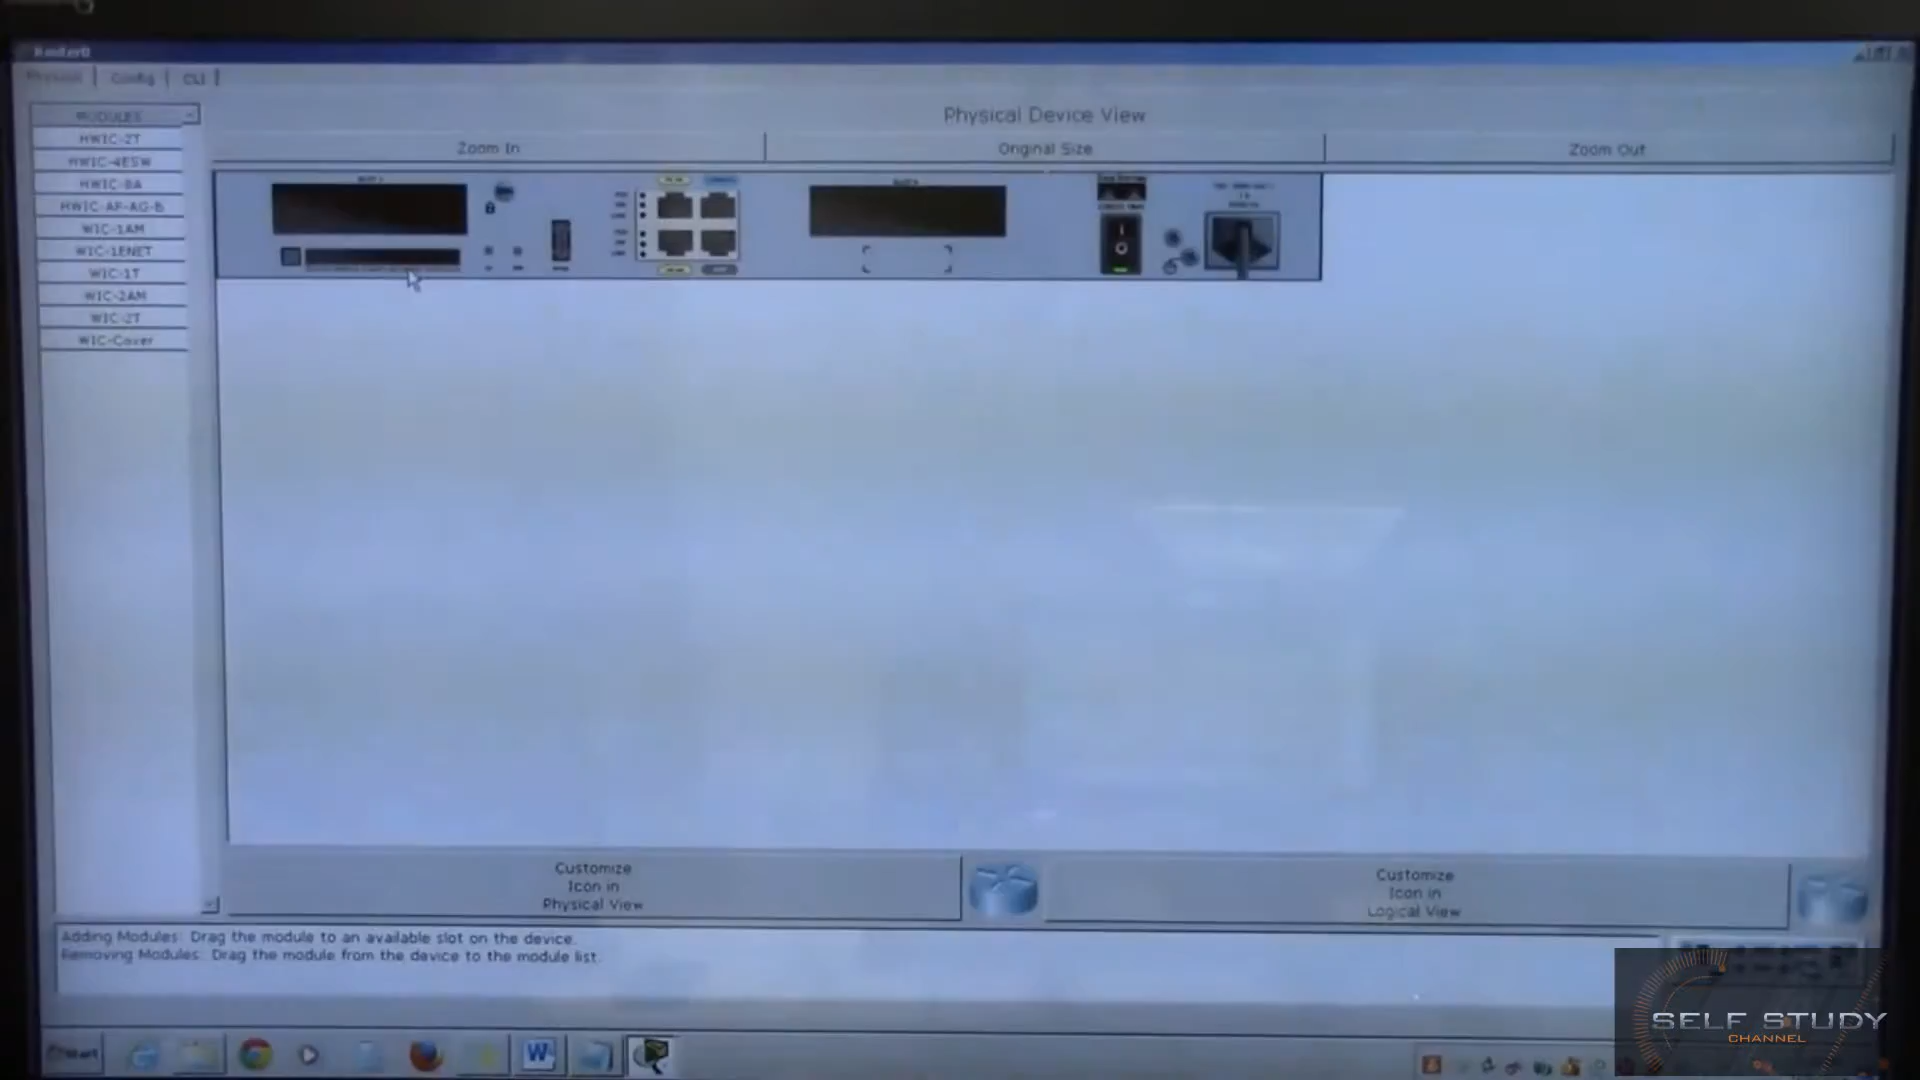 Router0
Physical
Config
CLI
MODULES
HWIC-2T
HWIC-4ESW
HWIC-8A
HWIC-AP-AG-B
WIC-1AM
WIC-1ENET
WIC-1T
WIC-2AM
WIC-2T
WIC-Cover
Physical Device View
Zoom In
Original Size
Zoom Out
Customize
Icon in
Physical View
Customize
Icon in
Logical View
Adding Modules: Drag the module to an available slot on the device.
Removing Modules: Drag the module from the device to the module list.
Start
SELF STUDY
CHANNEL